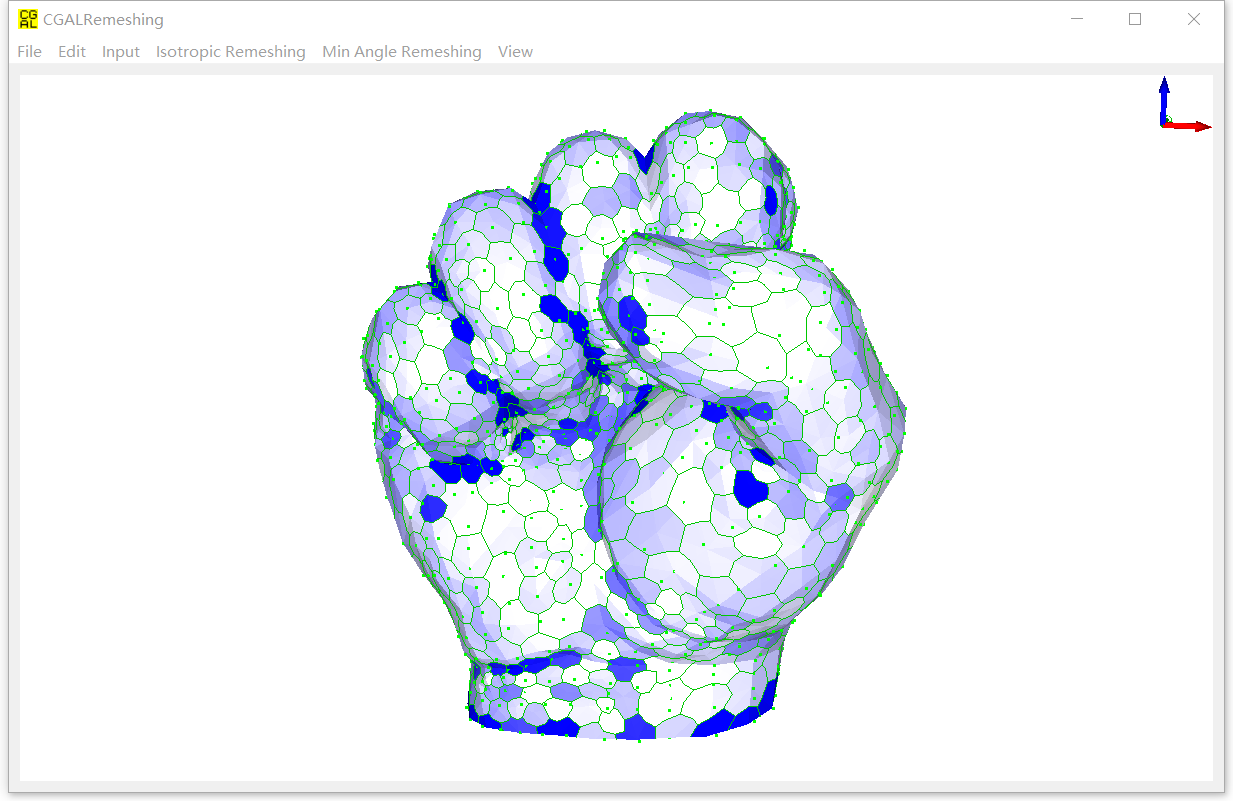 CG
AL
CGALRemeshing
File Edit Input Isotropic Remeshing Min Angle Remeshing View